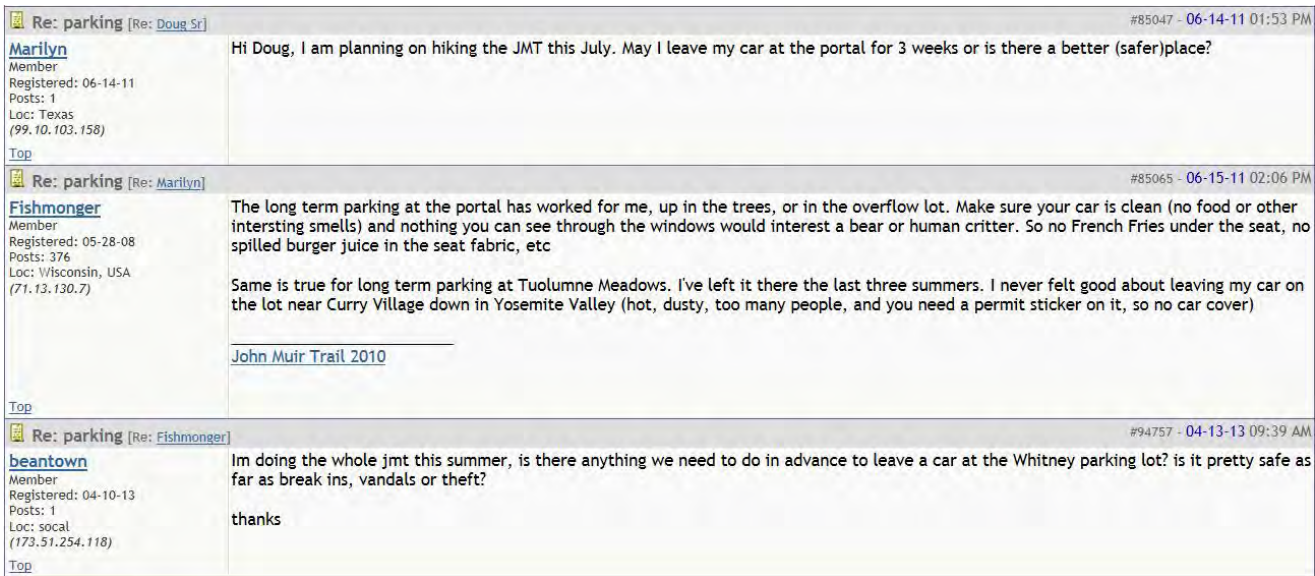 Re: parking [Re: Doug Sr]
#85047 - 06-14-11 01:53 PM
Marilyn
Member
Registered: 06-14-11
Posts: 1
Loc: Texas
(99.10.103.158)
Top
Hi Doug, I am planning on hiking the JMT this July. May I leave my car at the portal for 3 weeks or is there a better (safer)place?
Re: parking [Re: Marilyn]
#85065 - 06-15-11 02:06 PM
Fishmonger
Member
Registered: 05-28-08
Posts: 376
Loc: Wisconsin, USA
(71.13.130.7)
The long term parking at the portal has worked for me, up in the trees, or in the overflow lot. Make sure your car is clean (no food or other
intersting smells) and nothing you can see through the windows would interest a bear or human critter. So no French Fries under the seat, no
spilled burger juice in the seat fabric, etc
Same is true for long term parking at Tuolumne Meadows. I've left it there the last three summers. I never felt good about leaving my car on
the lot near Curry Village down in Yosemite Valley (hot, dusty, too many people, and you need a permit sticker on it, so no car cover)
John Muir Trail 2010
Top
Re: parking [Re: Fishmonger]
#94757 - 04-13-13 09:39 AM
beantown
Member
Registered: 04-10-13
Posts: 1
Loc: socal
(173.51.254.118)
Top
Im doing the whole jmt this summer, is there anything we need to do in advance to leave a car at the Whitney parking lot? is it pretty safe as
far as break ins, vandals or theft?
thanks